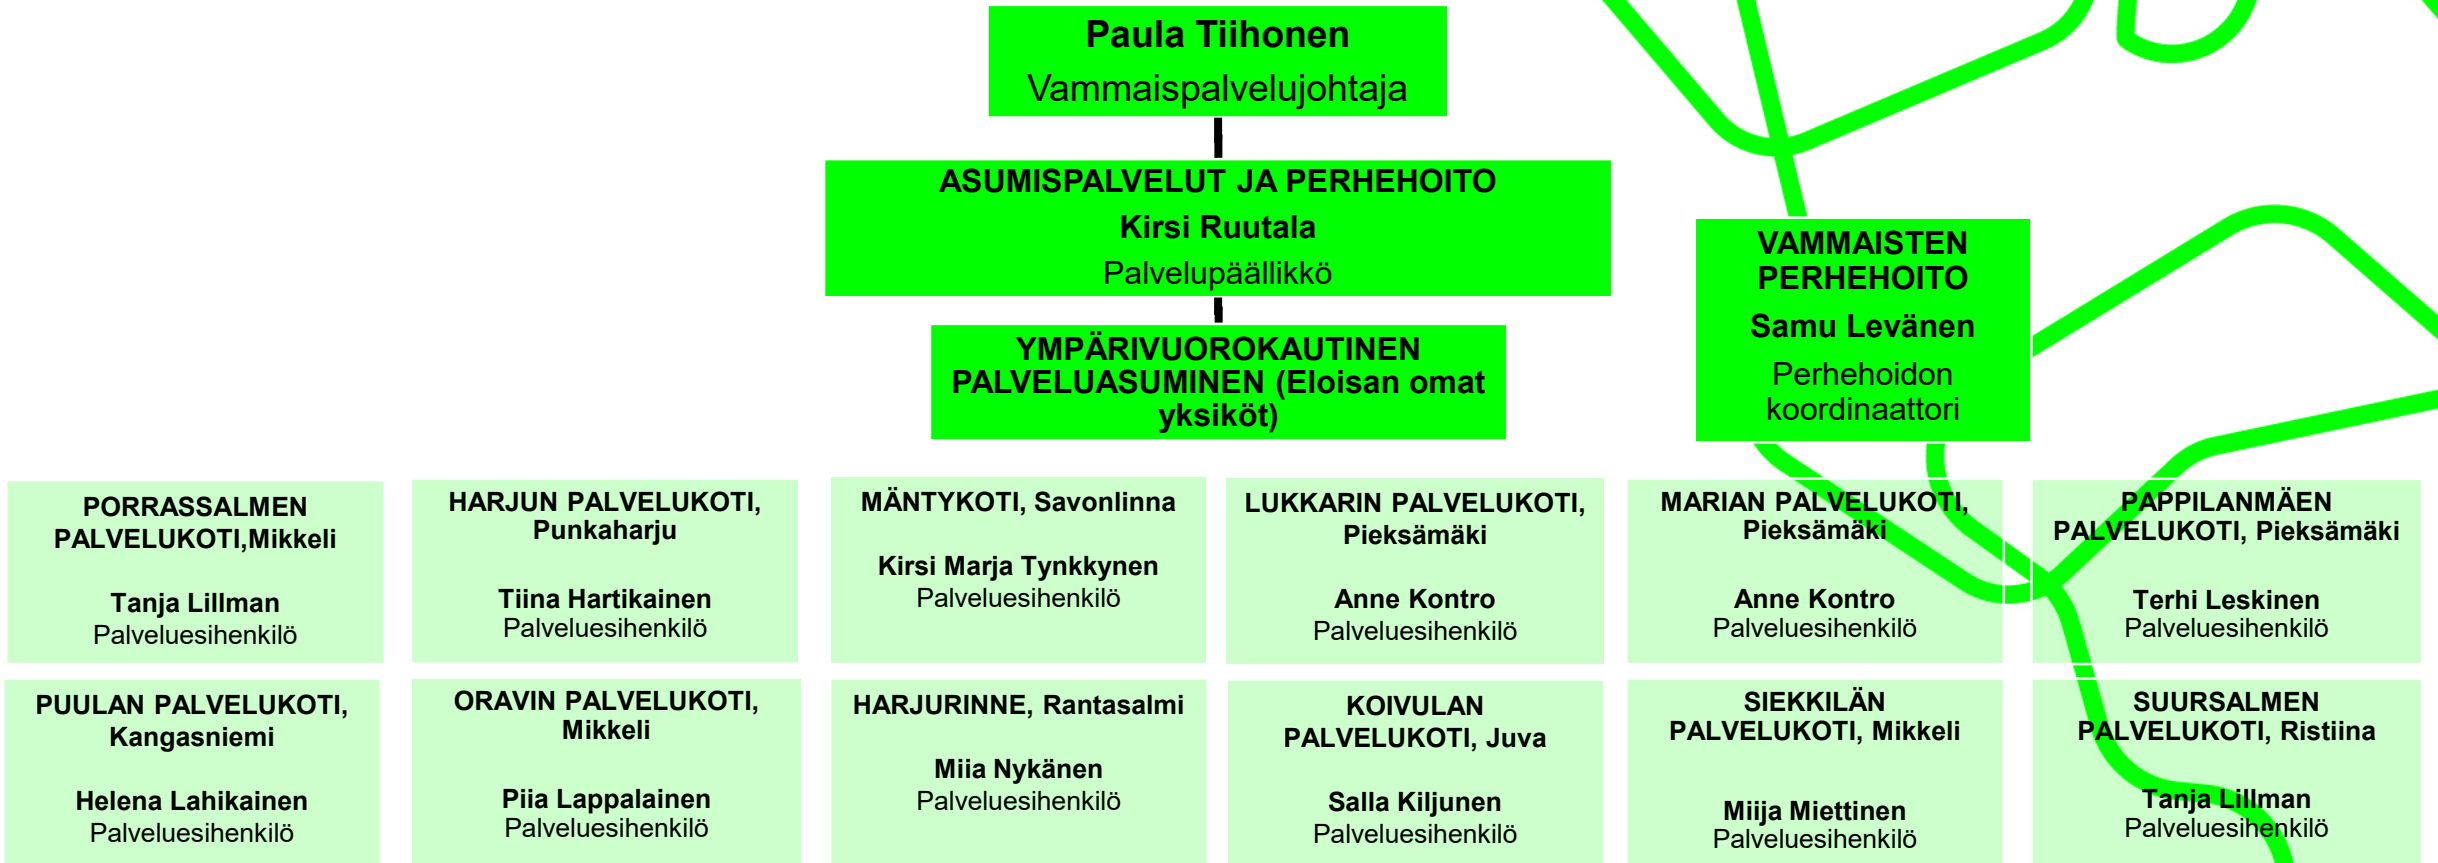 Paula Tiihonen
Vammaispalvelujohtaja
ASUMISPALVELUT JA PERHEHOITO
Kirsi Ruutala
Palvelupäällikkö
VAMMAISTEN
PERHEHOITO
Samu Levänen
Perhehoidon
koordinaattori
YMPÄRIVUOROKAUTINEN
PALVELUASUMINEN (Eloisan omat
yksiköt)
PORRASSALMEN
PALVELUKOTI,Mikkeli
Tanja Lillman
Palveluesihenkilö
HARJUN PALVELUKOTI,
Punkaharju
Tiina Hartikainen
Palveluesihenkilö
MÄNTYKOTI, Savonlinna
Kirsi Marja Tynkkynen
Palveluesihenkilö
LUKKARIN PALVELUKOTI,
Pieksämäki
Anne Kontro
Palveluesihenkilö
MARIAN PALVELUKOTI,
Pieksämäki
Anne Kontro
Palveluesihenkilö
PAPPILANMÄEN
PALVELUKOTI, Pieksämäki
Terhi Leskinen
Palveluesihenkilö
PUULAN PALVELUKOTI,
Kangasniemi
Helena Lahikainen
Palveluesihenkilö
ORAVIN PALVELUKOTI,
Mikkeli
Piia Lappalainen
Palveluesihenkilö
HARJURINNE, Rantasalmi
Miia Nykänen
Palveluesihenkilö
KOIVULAN
PALVELUKOTI, Juva
Salla Kiljunen
Palveluesihenkilö
SIEKKILÄN
PALVELUKOTI, Mikkeli
Miija Miettinen
Palveluesihenkilö
SUURSALMEN
PALVELUKOTI, Ristiina
Tanja Lillman
Palveluesihenkilö